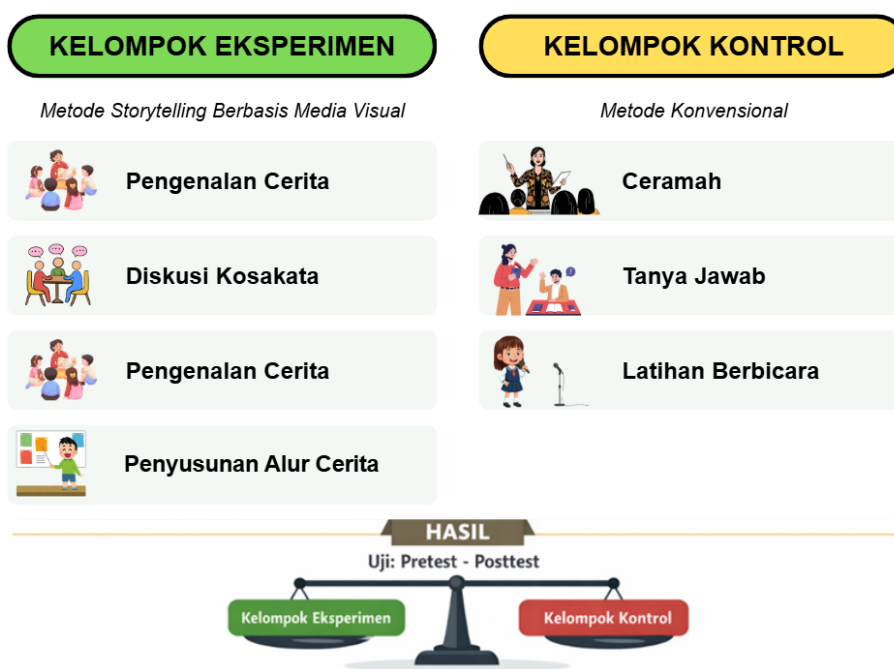 KELOMPOK EKSPERIMEN
Metode Storytelling Berbasis Media Visual
Pengenalan Cerita
Diskusi Kosakata
Pengenalan Cerita
Penyusunan Alur Cerita
KELOMPOK KONTROL
Metode Konvensional
Ceramah
Tanya Jawab
Latihan Berbicara
HASIL
Uji: Pretest - Posttest
Kelompok Eksperimen
Kelompok Kontrol